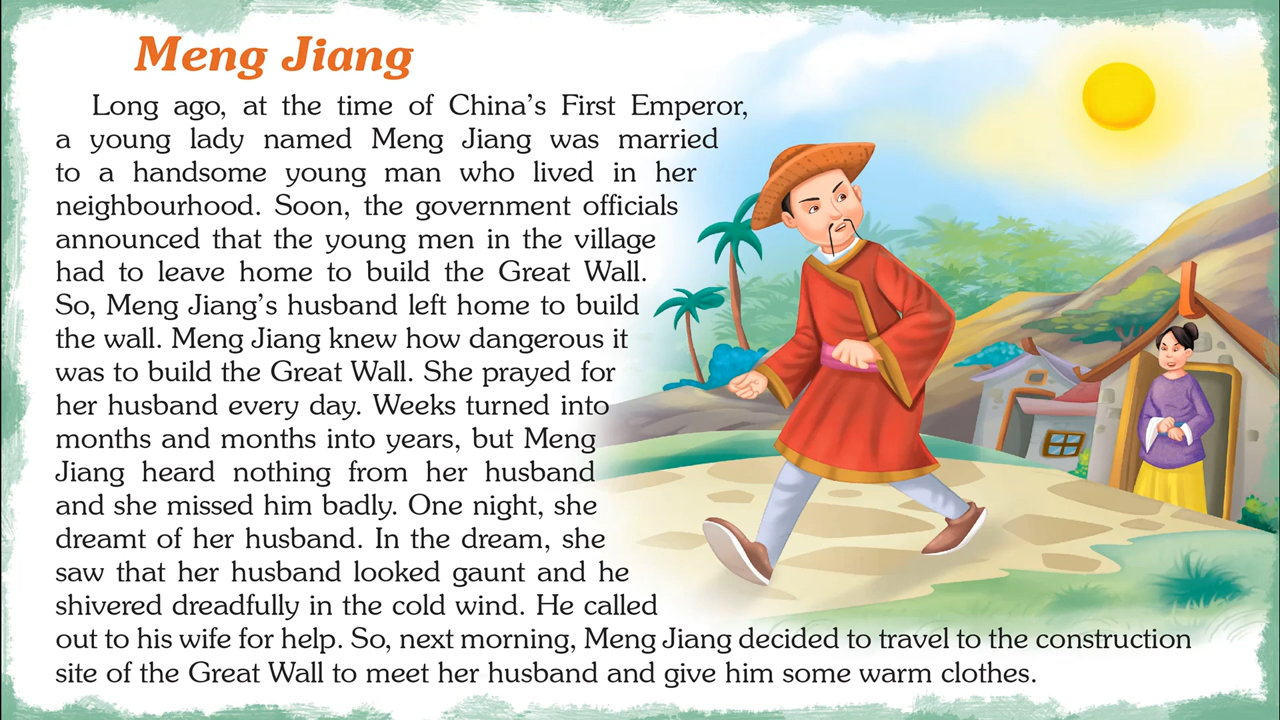 Meng Jiang
Long ago, at the time of China's First Emperor,
a young lady named Meng Jiang was married
to a handsome young man who lived in her
neighbourhood. Soon, the government officials
announced that the young men in the village
had to leave home to build the Great Wall.
So, Meng Jiang's husband left home to build
the wall. Meng Jiang knew how dangerous it
was to build the Great Wall. She prayed for
her husband every day. Weeks turned into
months and months into years, but Meng
Jiang heard nothing from her husband
and she missed him badly. One night, she
dreamt of her husband. In the dream, she
saw that her husband looked gaunt and he
shivered dreadfully in the cold wind. He called
out to his wife for help. So, next morning, Meng Jiang decided to travel to the construction
site of the Great Wall to meet her husband and give him some warm clothes.